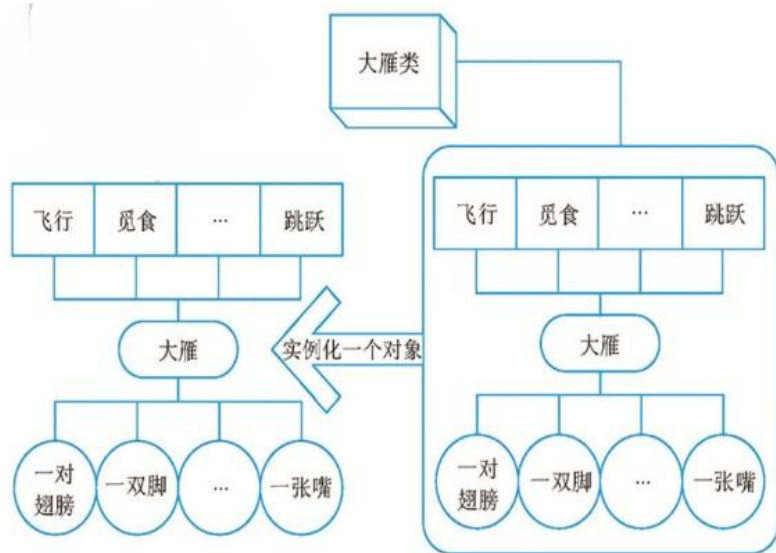 大雁类
飞行 觅食 … 跳跃
飞行 觅食 … 跳跃
大雁
实例化一个对象
大雁
一对
翅膀
一双脚
…
一张嘴
一对
翅膀
一双脚
…
一张嘴